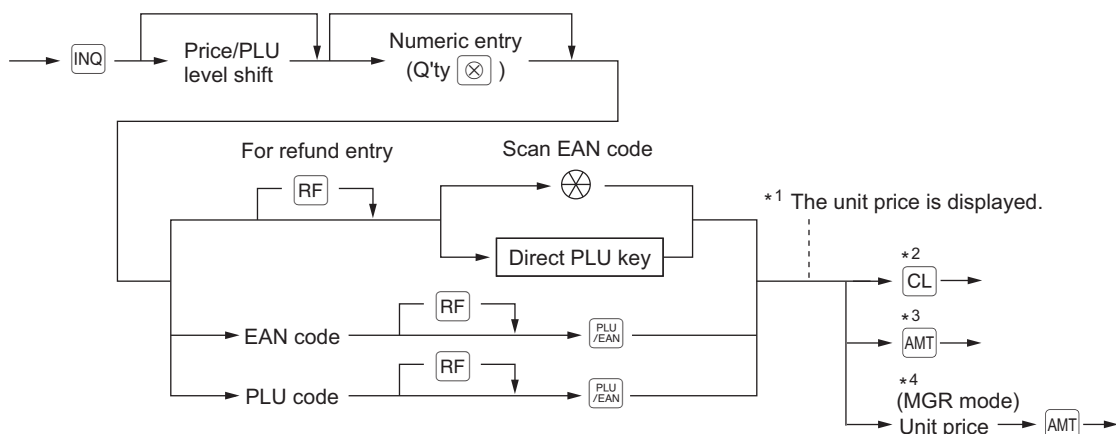 INQ
Price/PLU
level shift
Numeric entry
(Q'ty ⊗ )
For refund entry
RF
Scan EAN code
Direct PLU key
*1 The unit price is displayed.
*2
CL
EAN code
RF
PLU
/EAN
*3
AMT
PLU code
RF
PLU
/EAN
*4
(MGR mode)
Unit price
AMT